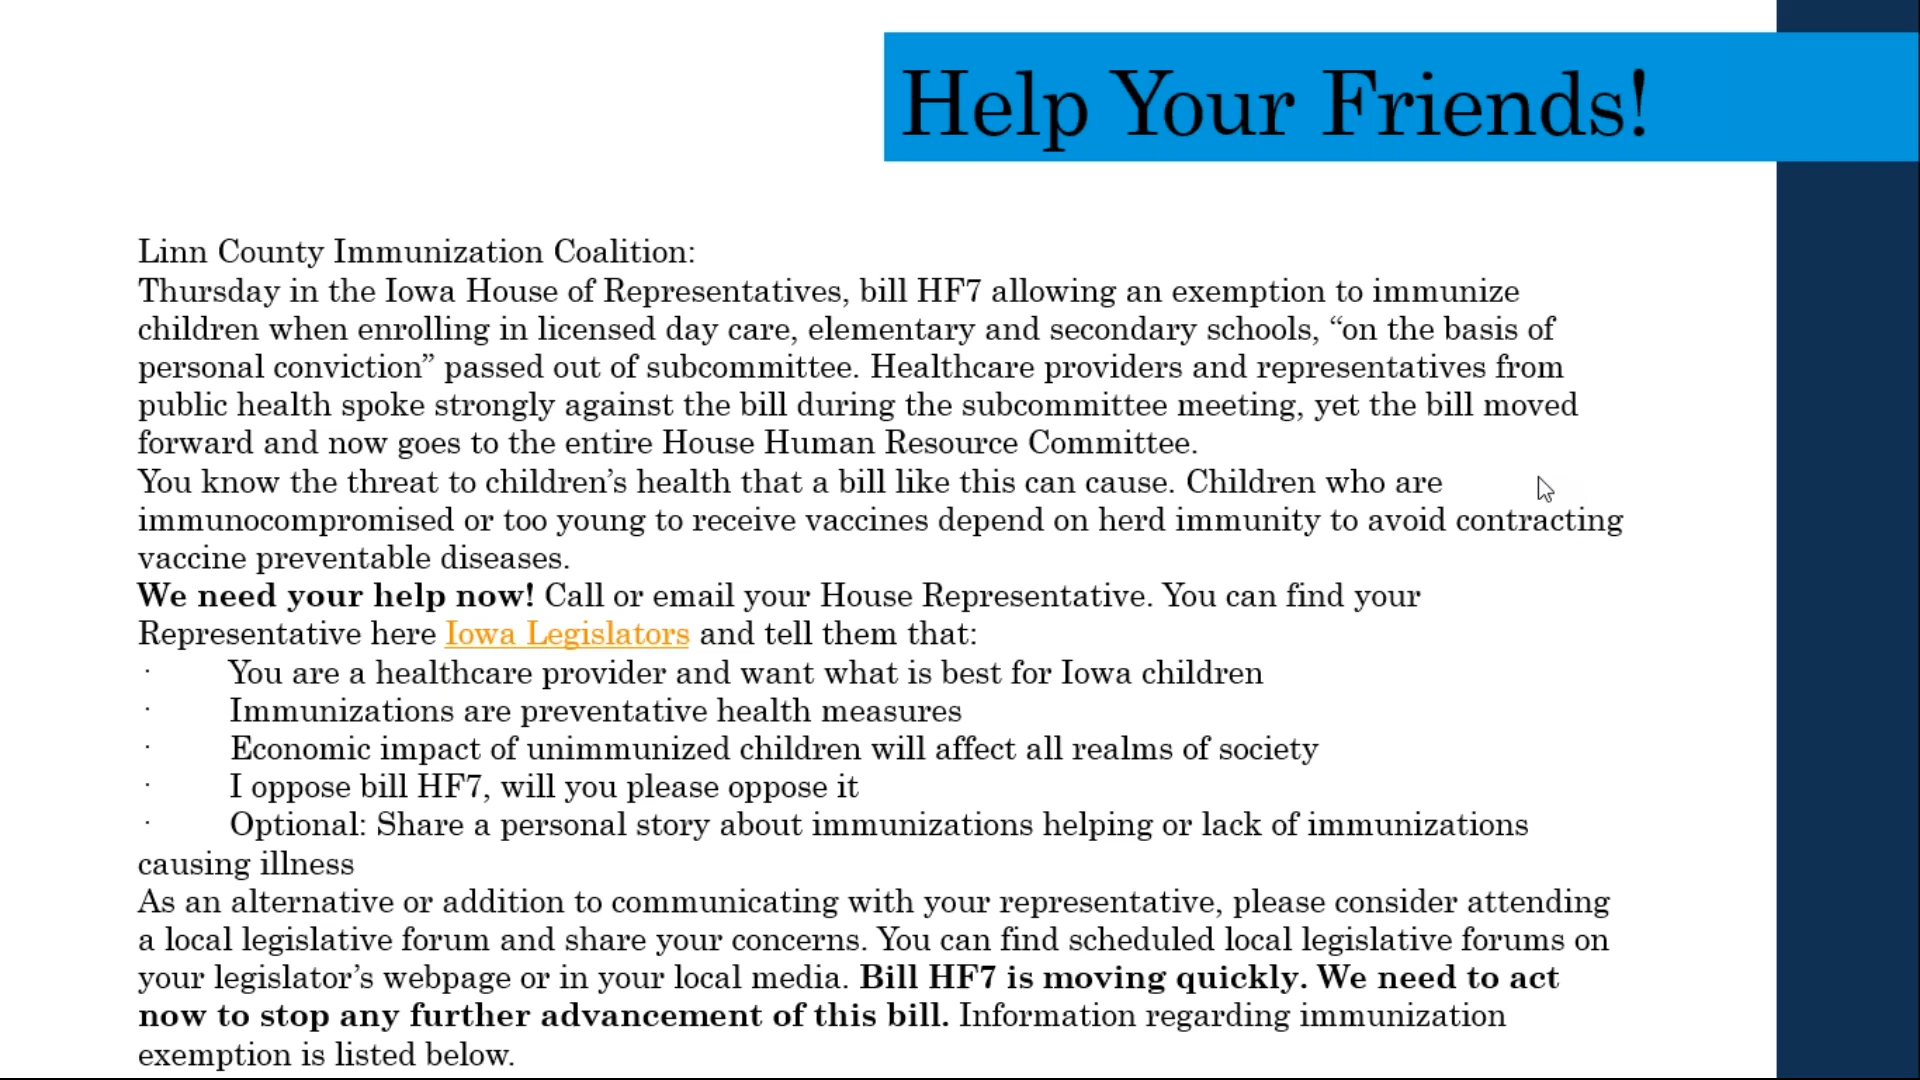 Help Your Friends!
Linn County Immunization Coalition:
Thursday in the Iowa House of Representatives, bill HF7 allowing an exemption to immunize
children when enrolling in licensed day care, elementary and secondary schools, “on the basis of
personal conviction” passed out of subcommittee. Healthcare providers and representatives from
public health spoke strongly against the bill during the subcommittee meeting, yet the bill moved
forward and now goes to the entire House Human Resource Committee.
You know the threat to children’s health that a bill like this can cause. Children who are
immunocompromised or too young to receive vaccines depend on herd immunity to avoid contracting
vaccine preventable diseases.
We need your help now! Call or email your House Representative. You can find your
Representative here Iowa Legislators and tell them that:
· You are a healthcare provider and want what is best for Iowa children
· Immunizations are preventative health measures
· Economic impact of unimmunized children will affect all realms of society
· I oppose bill HF7, will you please oppose it
· Optional: Share a personal story about immunizations helping or lack of immunizations
causing illness
As an alternative or addition to communicating with your representative, please consider attending
a local legislative forum and share your concerns. You can find scheduled local legislative forums on
your legislator’s webpage or in your local media. Bill HF7 is moving quickly. We need to act
now to stop any further advancement of this bill. Information regarding immunization
exemption is listed below.